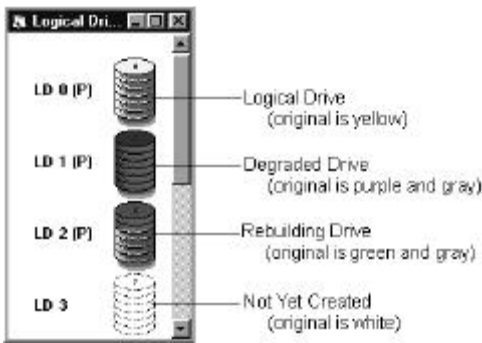 Logical Dri...
LD 0 (P)
Logical Drive
(original is yellow)
LD 1 (P)
Degraded Drive
(original is purple and gray)
LD 2 (P)
Rebuilding Drive
(original is green and gray)
LD 3
Not Yet Created
(original is white)